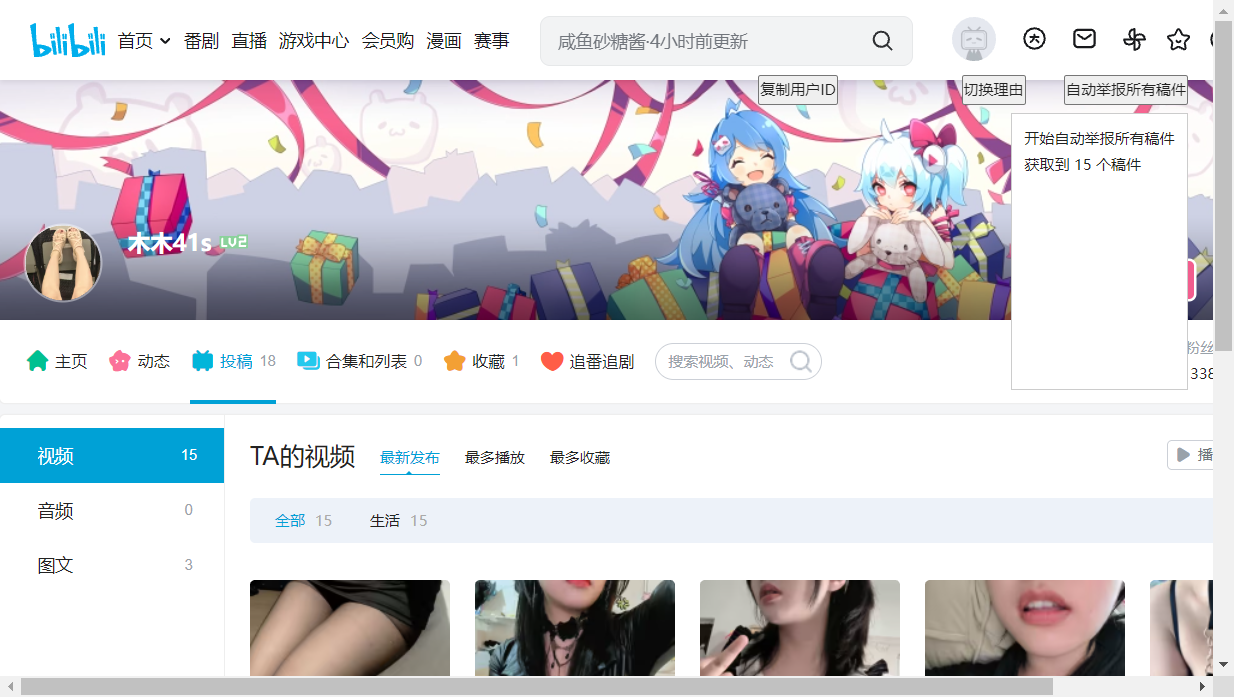 bilibili 首页 番剧 直播 游戏中心 会员购 漫画 赛事 咸鱼砂糖酱·4小时前更新
复制用户ID 切换理由 自动举报所有稿件
开始自动举报所有稿件
获取到 15 个稿件
木木41s LV2
主页 动态 投稿 18 合集和列表 0 收藏 1 追番追剧 搜索视频、动态
粉丝
338
视频 15
音频 0
图文 3
TA的视频 最新发布 最多播放 最多收藏 播
全部 15 生活 15